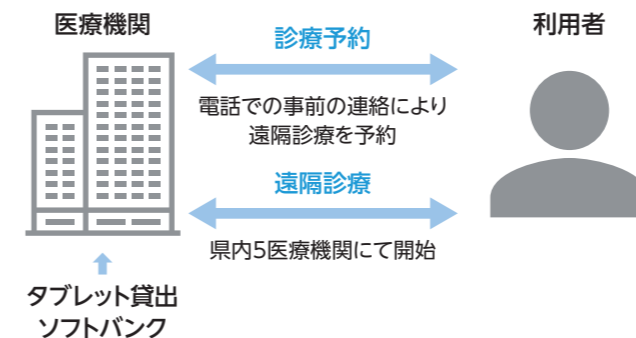 医療機関
診療予約
利用者
電話での事前の連絡により
遠隔診療を予約
遠隔診療
県内5医療機関にて開始
タブレット貸出
ソフトバンク